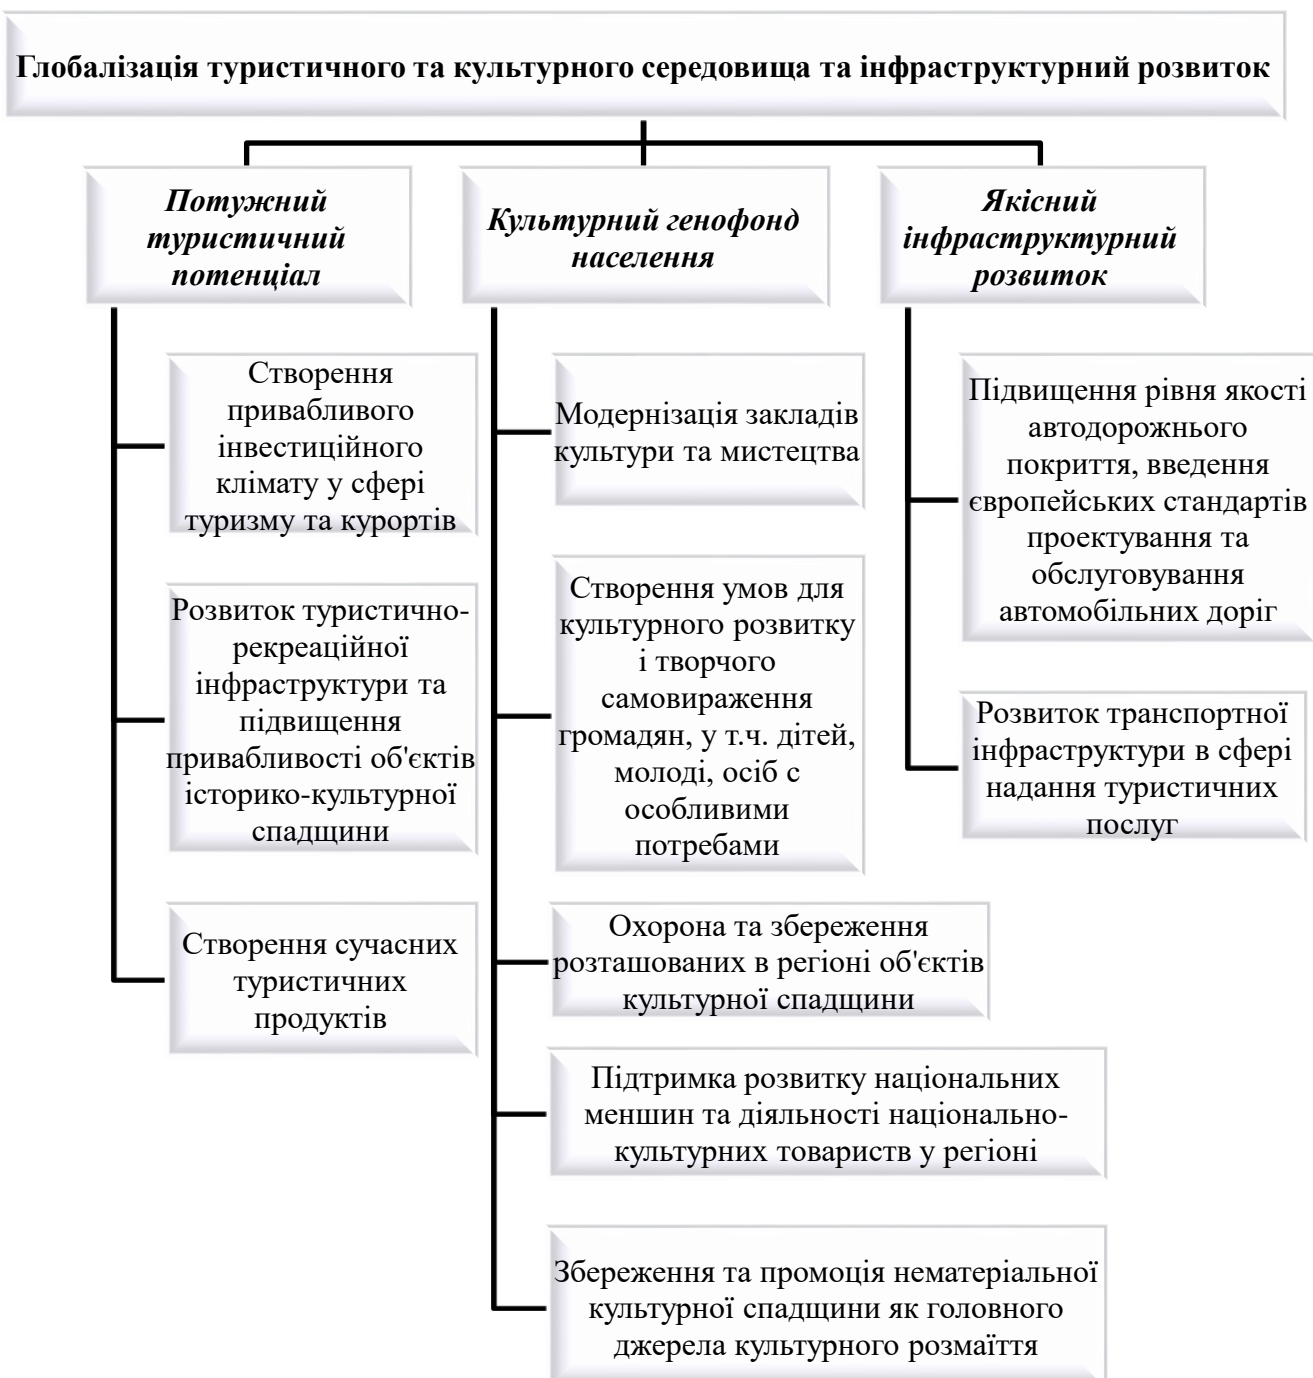 Глобалізація туристичного та культурного середовища та інфраструктурний розвиток
Потужний
туристичний
потенціал
Створення
привабливого
інвестиційного
клімату у сфері
туризму та курортів
Розвиток туристично-
рекреаційної
інфраструктури та
підвищення
привабливості об'єктів
історико-культурної
спадщини
Створення сучасних
туристичних
продуктів
Культурний генофонд
населення
Модернізація закладів
культури та мистецтва
Створення умов для
культурного розвитку
і творчого
самовираження
громадян, у т.ч. дітей,
молоді, осіб с
особливими
потребами
Охорона та збереження
розташованих в регіоні об'єктів
культурної спадщини
Підтримка розвитку національних
меншин та діяльності національно-
культурних товариств у регіоні
Збереження та промоція нематеріальної
культурної спадщини як головного
джерела культурного розмаїття
Якісний
інфраструктурний
розвиток
Підвищення рівня якості
автодорожнього
покриття, введення
європейських стандартів
проектування та
обслуговування
автомобільних доріг
Розвиток транспортної
інфраструктури в сфері
надання туристичних
послуг